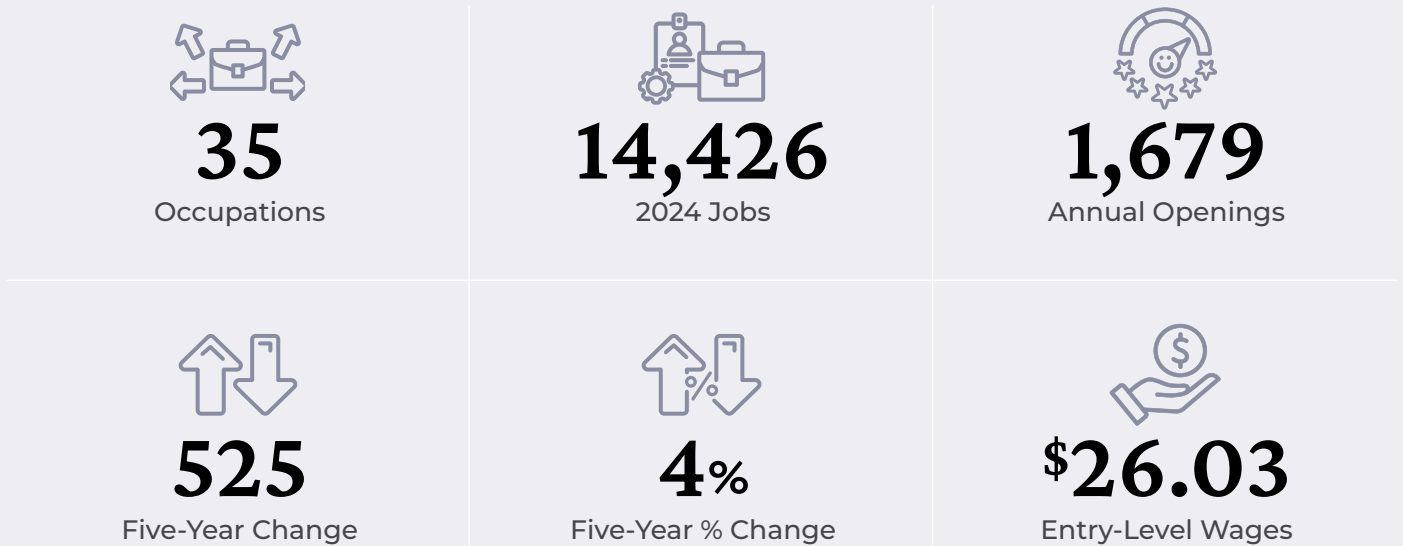 35
Occupations
14,426
2024 Jobs
1,679
Annual Openings
525
Five-Year Change
4%
Five-Year % Change
$26.03
Entry-Level Wages